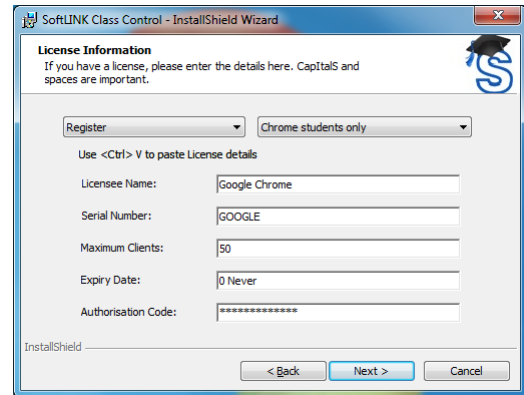 SoftLINK Class Control - InstallShield Wizard
License Information
If you have a license, please enter the details here. CapItalS and
spaces are important.
Register
Chrome students only
Use <Ctrl> V to paste License details
Licensee Name:
Google Chrome
Serial Number:
GOOGLE
Maximum Clients:
50
Expiry Date:
0 Never
Authorisation Code:
*************
InstallShield
< Back
Next >
Cancel